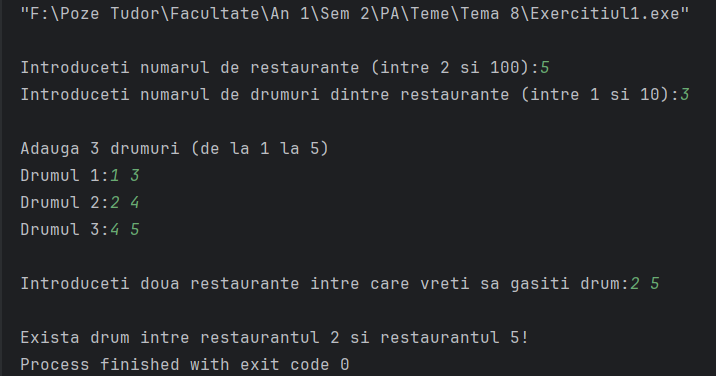 "F:\Poze Tudor\Facultate\An 1\Sem 2\PA\Teme\Tema 8\Exercitiul1.exe"
Introduceti numarul de restaurante (intre 2 si 100):5
Introduceti numarul de drumuri dintre restaurante (intre 1 si 10):3
Adauga 3 drumuri (de la 1 la 5)
Drumul 1:1 3
Drumul 2:2 4
Drumul 3:4 5
Introduceti doua restaurante intre care vreti sa gasiti drum:2 5
Exista drum intre restaurantul 2 si restaurantul 5!
Process finished with exit code 0